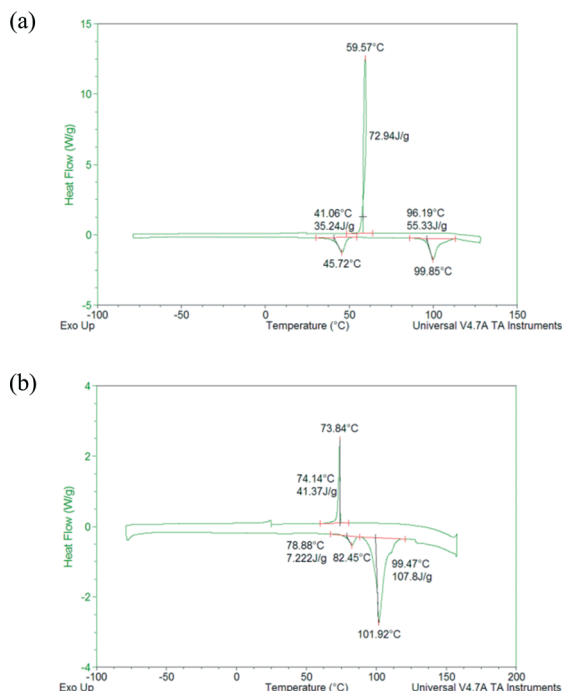 (a)
59.57°C
15
10
72.94J/g
Heat Flow (W/g)
5
41.06°C
35.24J/g
96.19°C
55.33J/g
0
45.72°C
99.85°C
-5
-100
-50
0
50
100
150
Exo Up
Temperature (°C)
Universal V4.7A TA Instruments
(b)
4
73.84°C
2
74.14°C
41.37J/g
Heat Flow (W/g)
0
78.88°C
7.222J/g
82.45°C
99.47°C
107.8J/g
-2
101.92°C
-4
-100
-50
0
50
100
150
200
Exo Up
Temperature (°C)
Universal V4.7A TA Instruments